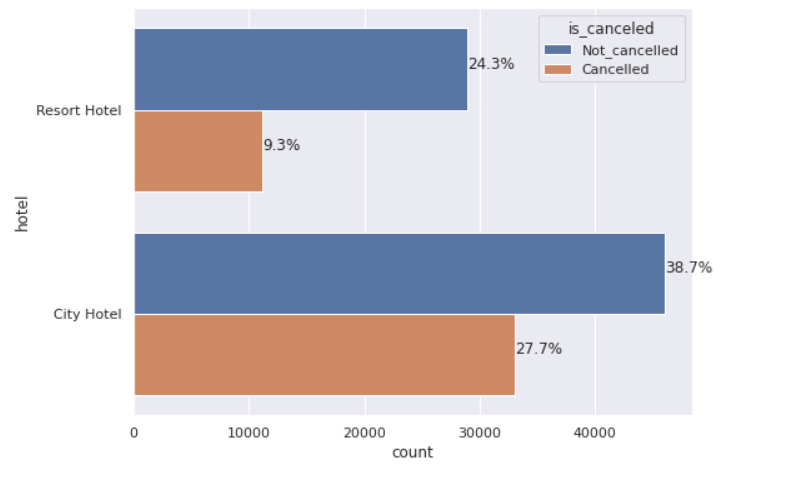 is_canceled
Not_cancelled
Cancelled
24.3%
Resort Hotel
9.3%
hotel
38.7%
City Hotel
27.7%
0 10000 20000 30000 40000
count